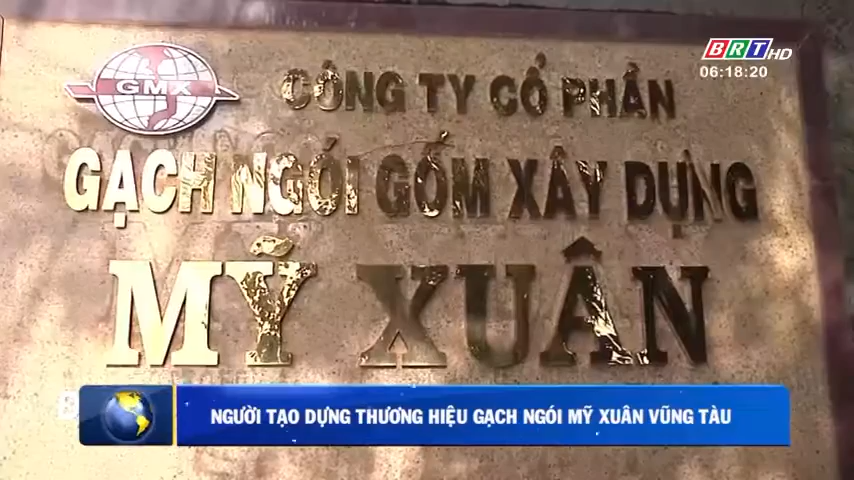 BRT HD
06:18:20
GMX
CÔNG TY CỔ PHẦN
GẠCH NGÓI GỐM XÂY DỰNG
MỸ XUÂN
NGƯỜI TẠO DỰNG THƯƠNG HIỆU GẠCH NGÓI MỸ XUÂN VŨNG TÀU